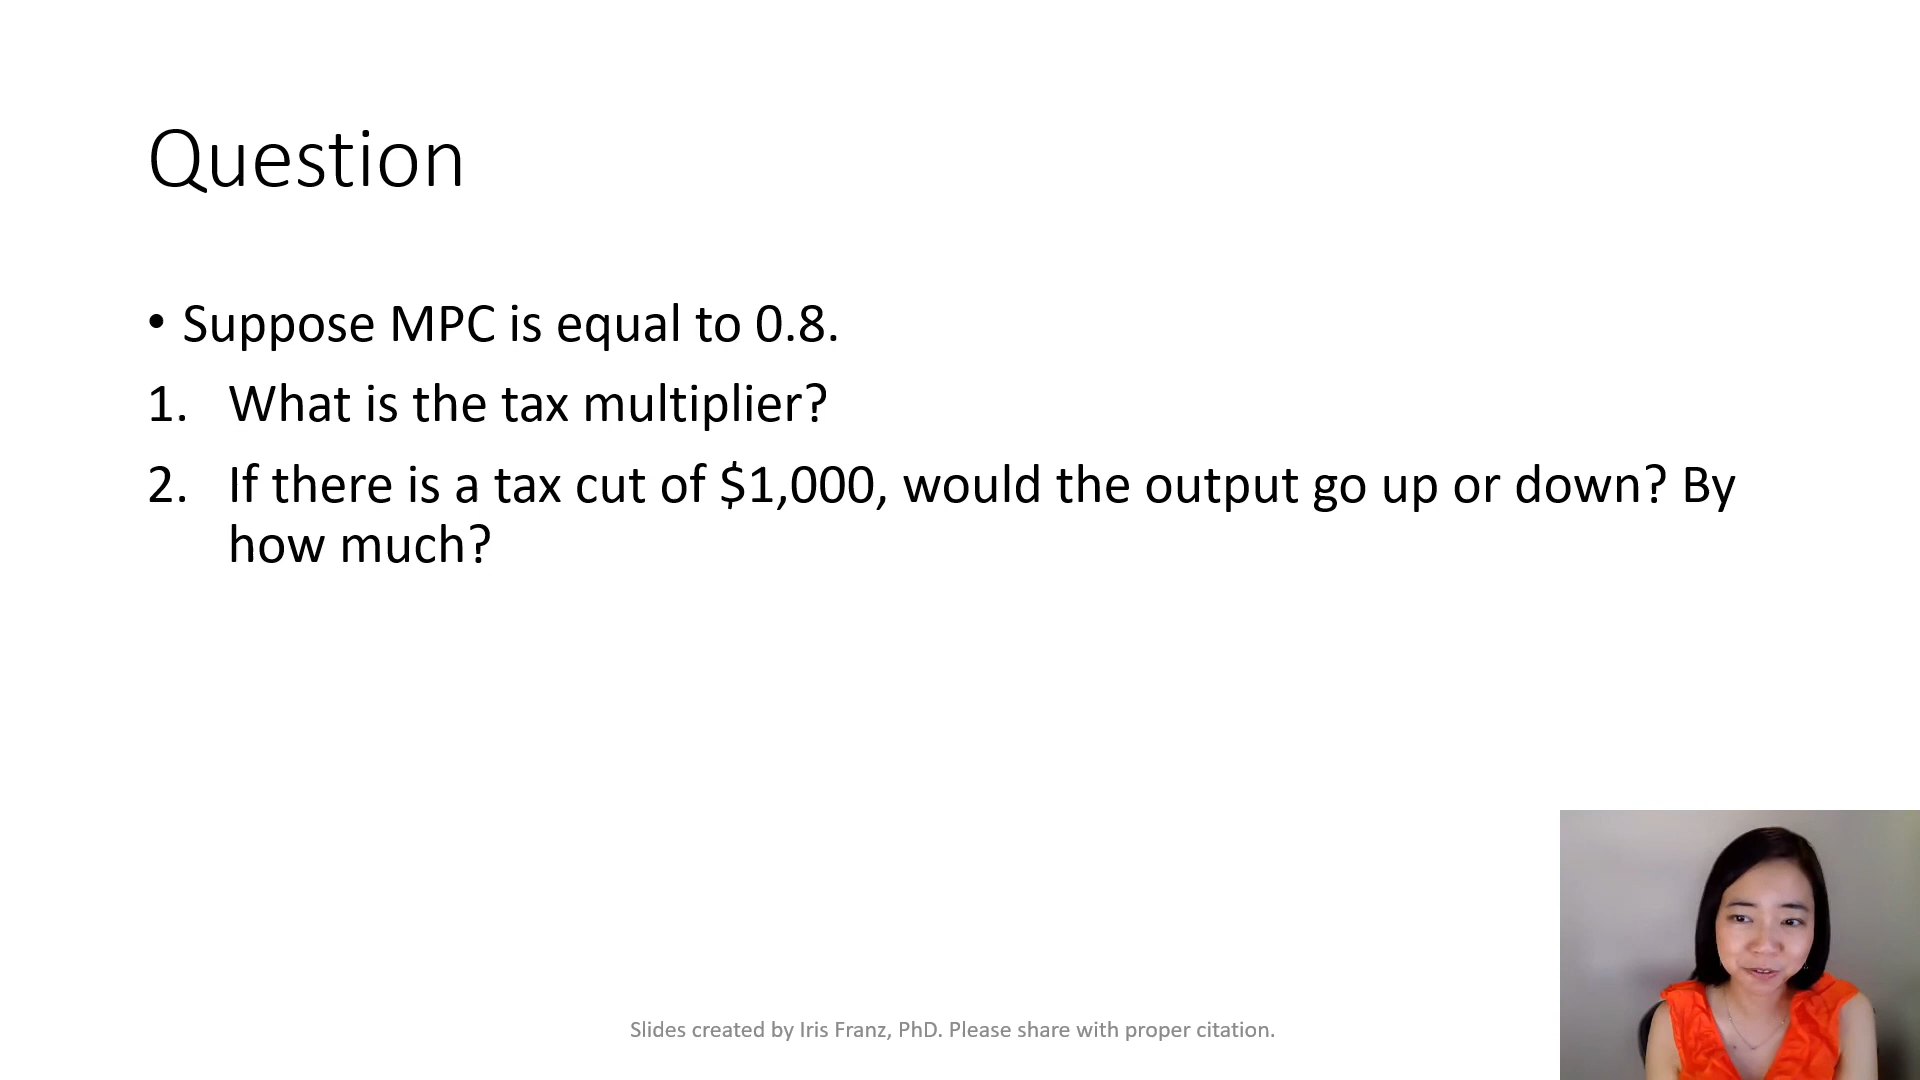 Question
• Suppose MPC is equal to 0.8.
1. What is the tax multiplier?
2. If there is a tax cut of $1,000, would the output go up or down? By
how much?
Slides created by Iris Franz, PhD. Please share with proper citation.